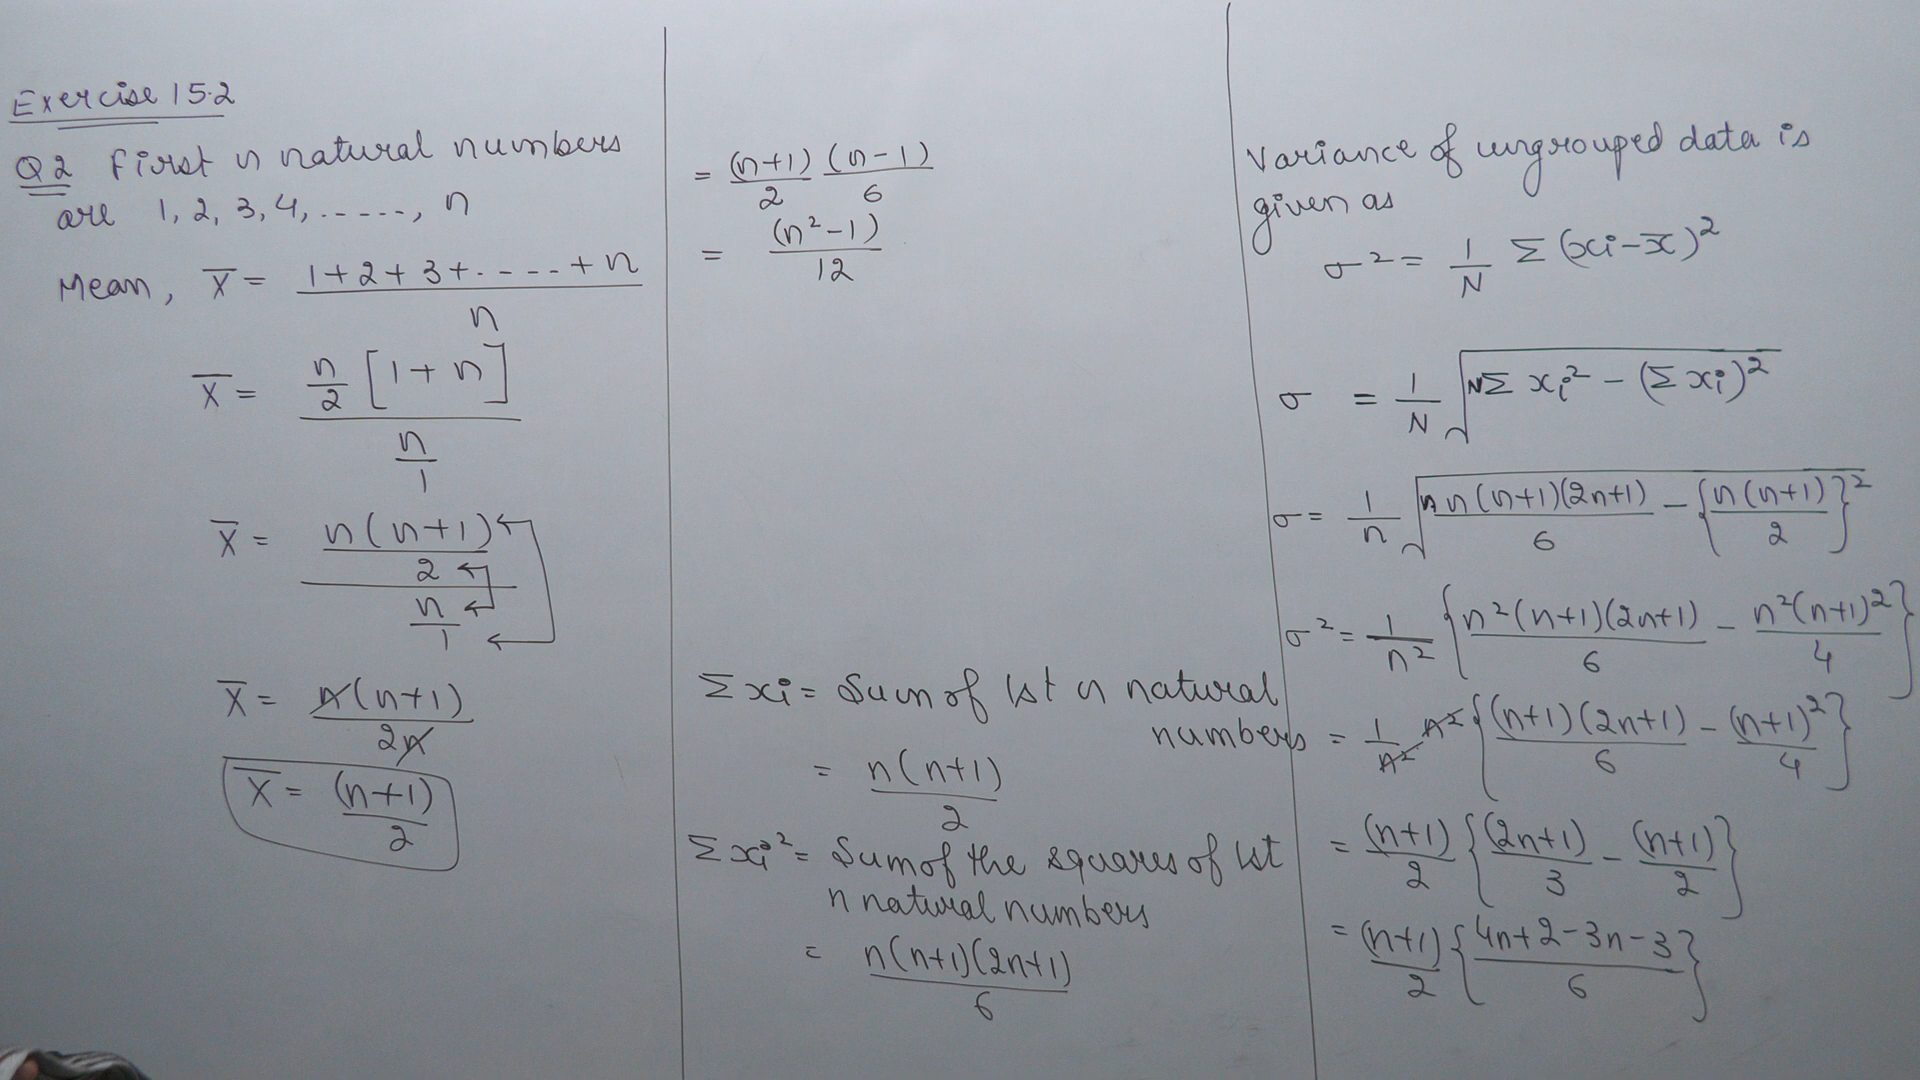 Exercise 15.2
Q2 First n natural numbers
are 1, 2, 3, 4, ......, n
Mean, X̄ = (1+2+3+.....+n)/n
X̄ = (n/2 [1+n])/(n/1)
X̄ = (n(n+1)/2)/(n/1)
X̄ = n(n+1)/2n
X̄ = (n+1)/2
= (n+1)/2 (n-1)/6
= (n²-1)/12
Σxi = Sum of 1st n natural
numbers
= n(n+1)/2
Σxi² = Sum of the squares of 1st
n natural numbers
= n(n+1)(2n+1)/6
Variance of ungrouped data is
given as
σ² = 1/N Σ(xi-x̄)²
σ = 1/N √(NΣxi² - (Σxi)²)
σ = 1/n √(n n(n+1)(2n+1)/6 - {n(n+1)/2}²)
σ² = 1/n² {n²(n+1)(2n+1)/6 - n²(n+1)²/4}
= 1/n² n² {(n+1)(2n+1)/6 - (n+1)²/4}
= (n+1)/2 {(2n+1)/3 - (n+1)/2}
= (n+1)/2 {(4n+2-3n-3)/6}